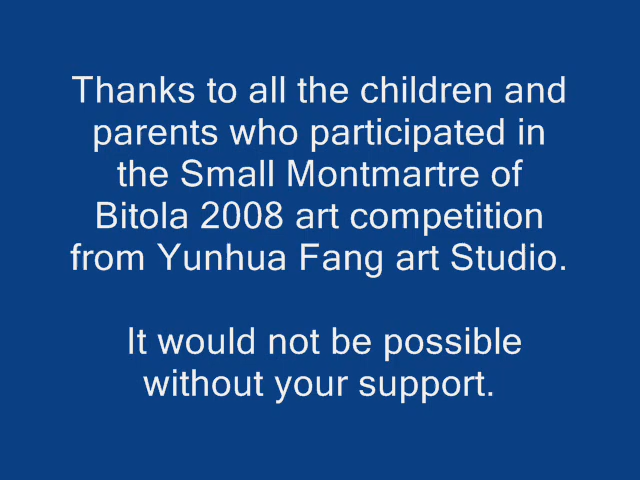 Thanks to all the children and
parents who participated in
the Small Montmartre of
Bitola 2008 art competition
from Yunhua Fang art Studio.
It would not be possible
without your support.